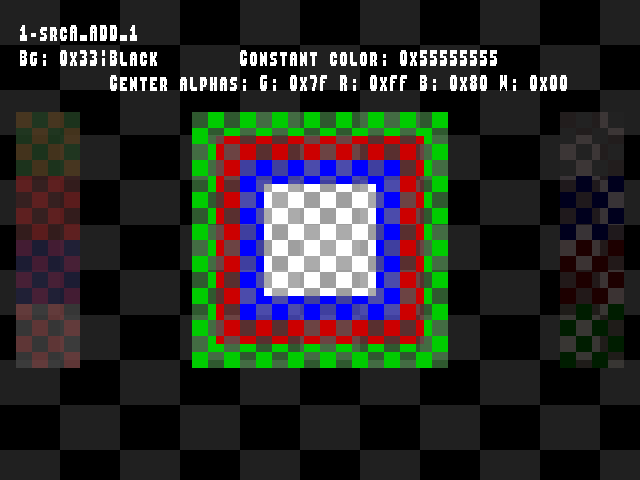 1-srcA_ADD_1
Bg: 0x33¦Black Constant color: 0x55555555
Center alphas: G: 0x7f R: 0xff B: 0x80 W: 0x00